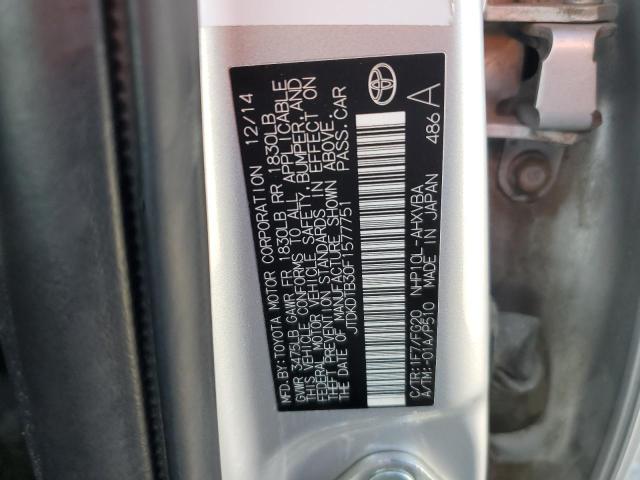 MFD.BY:TOYOTA MOTOR CORPORATION 12/14
GVWR 3475LB GAWR FR 1830LB RR 1830LB
THIS VEHICLE CONFORMS TO ALL APPLICABLE
FEDERAL MOTOR VEHICLE SAFETY,BUMPER,AND
THEFT PREVENTION STANDARDS IN EFFECT ON
THE DATE OF MANUFACTURE SHOWN ABOVE.
JTDKDTB30F1577751 PASS.CAR
C/TR:1F7/FG20 NHP10L-AHXVBA
A/TM:-01A/P510 MADE IN JAPAN 486 A